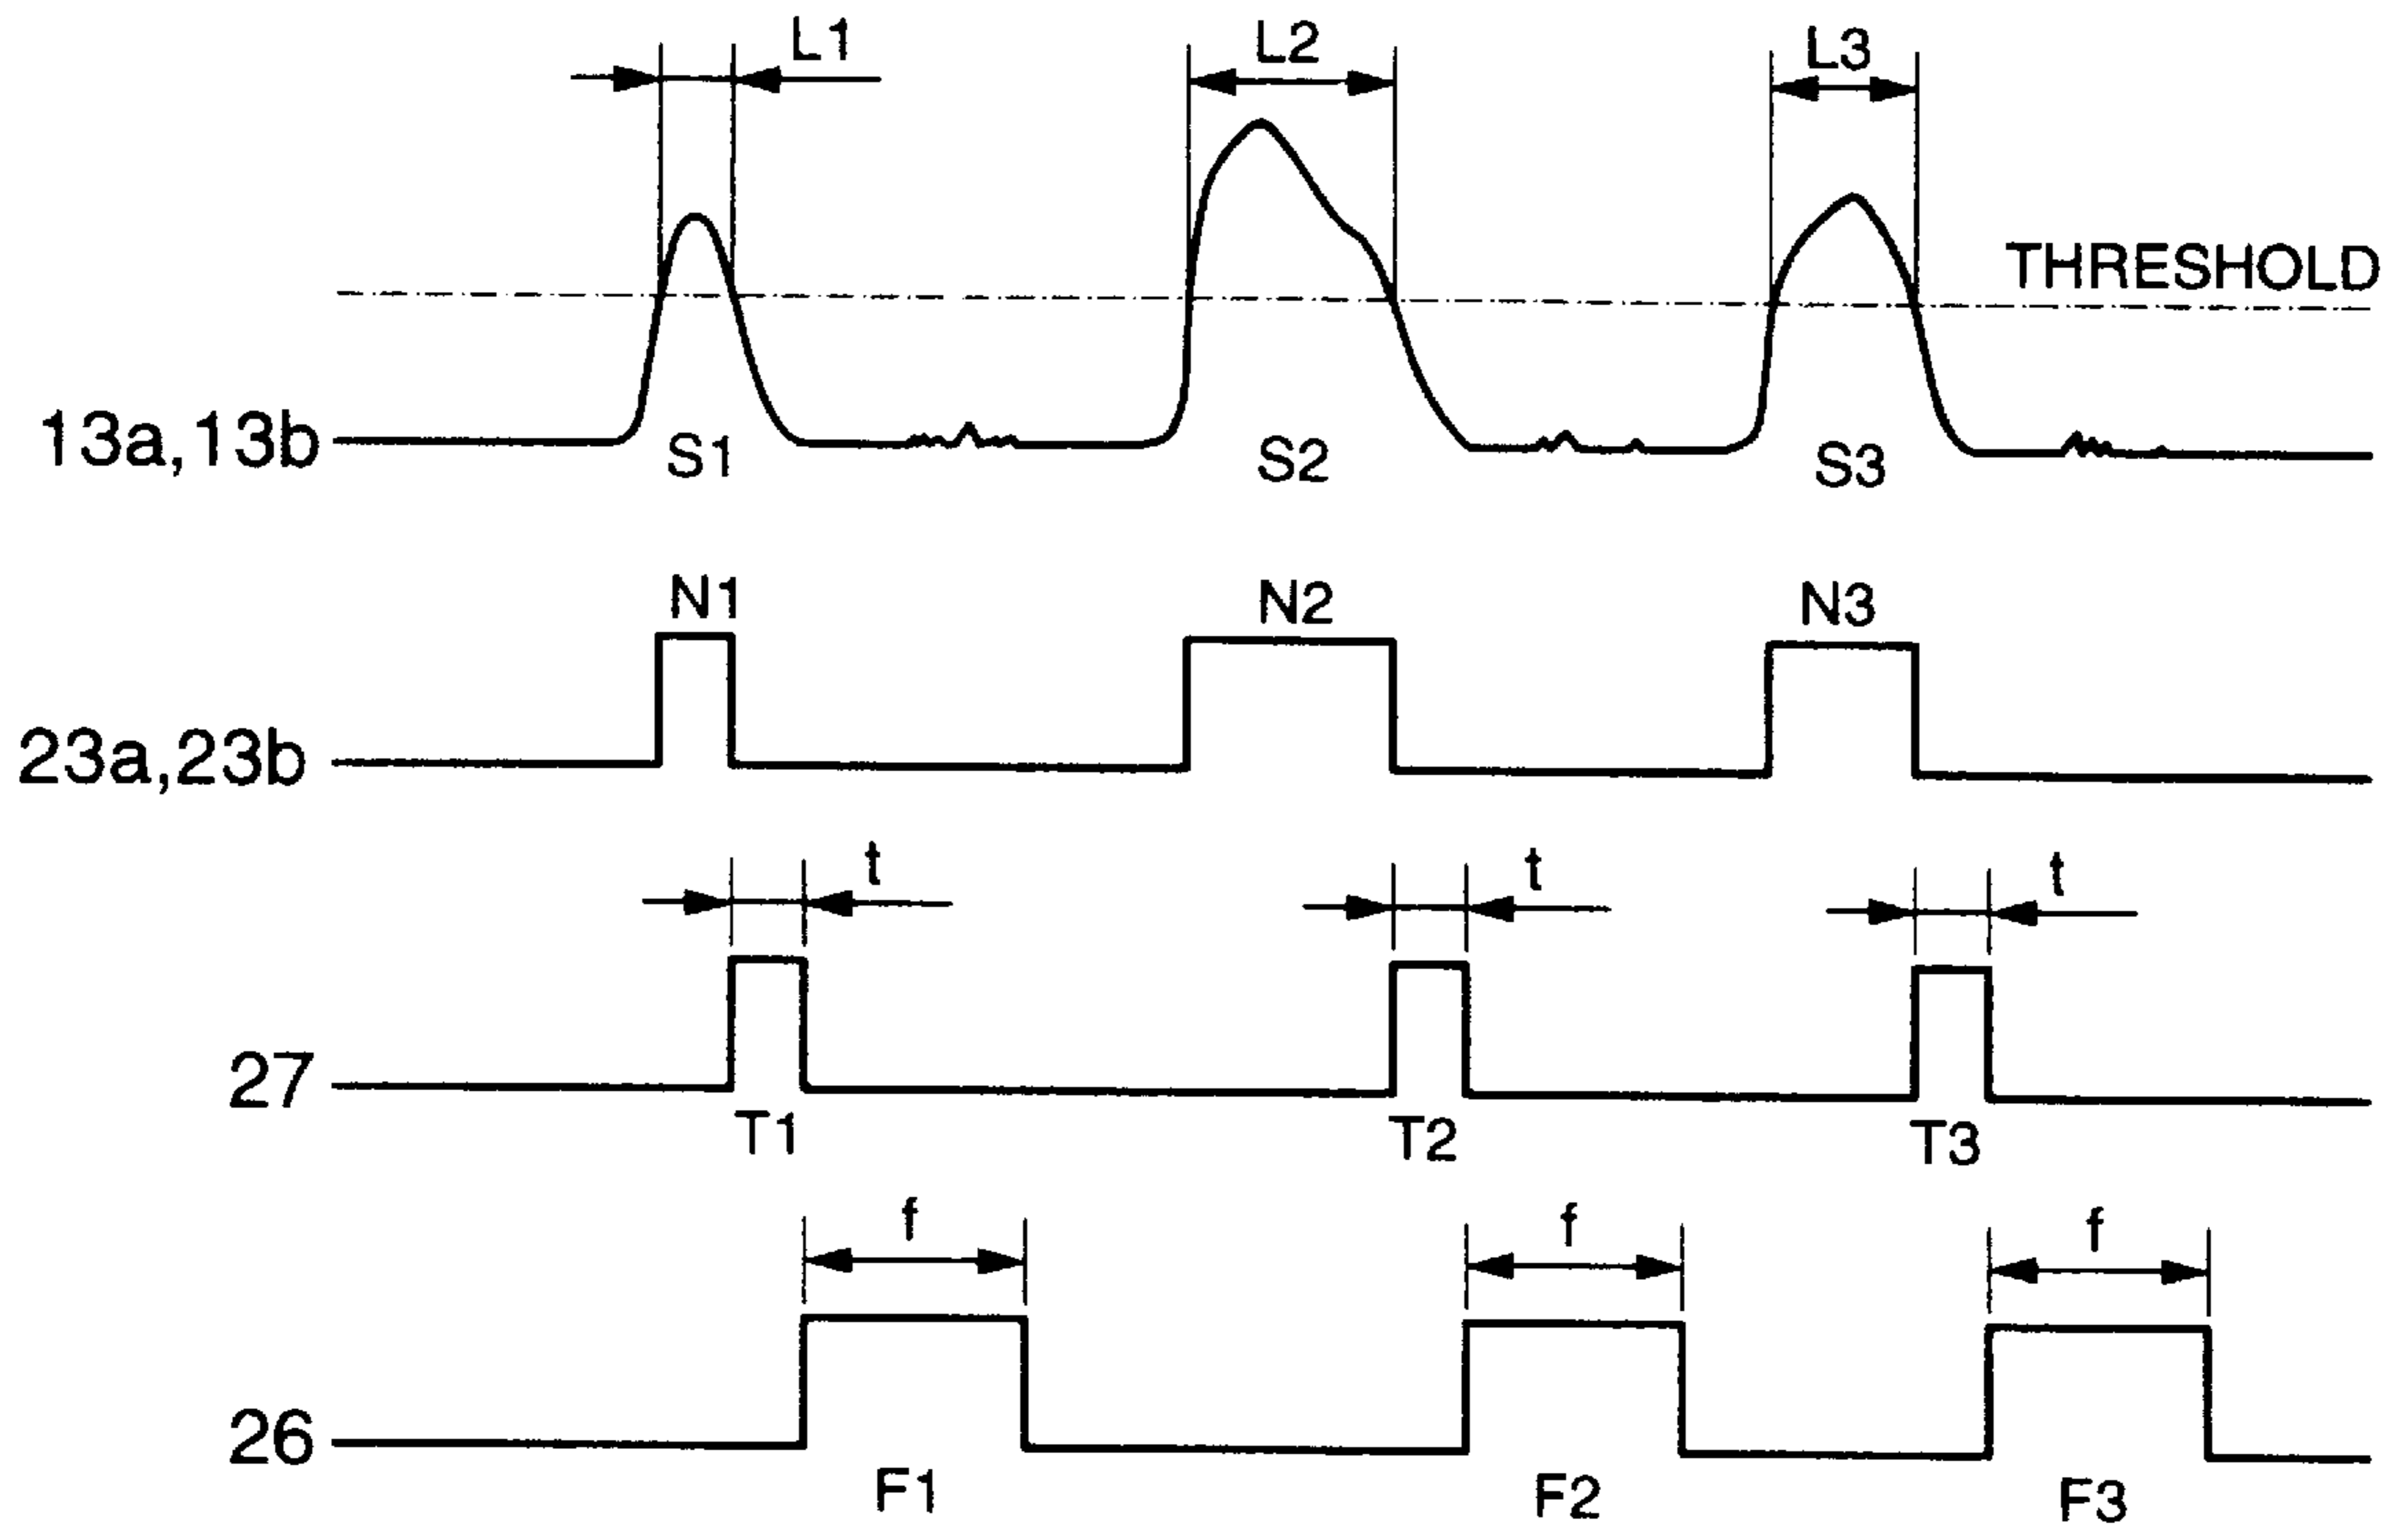 L1
L2
L3
THRESHOLD
13a,13b
S1
S2
S3
N1
N2
N3
23a,23b
t
t
t
27
T1
T2
T3
f
f
f
26
F1
F2
F3